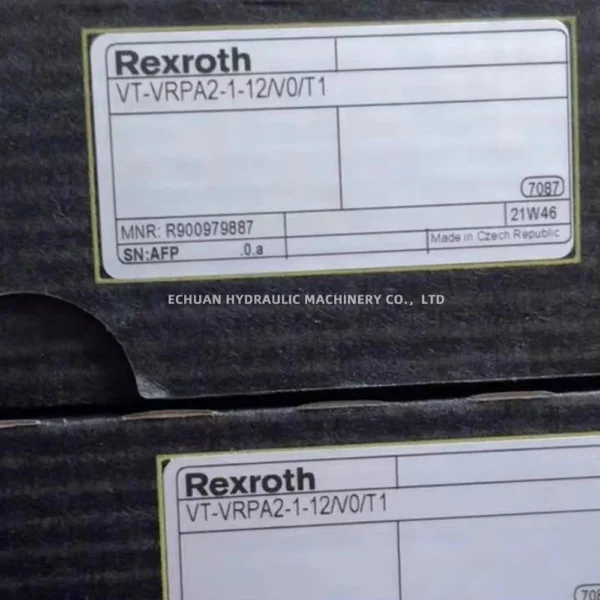 Rexroth
VT-VRPA2-1-12/V0/T1
7087
MNR: R900979887
21W46
SN:AFP .0.a
Made in Czech Republic
ECHUAN HYDRAULIC MACHINERY CO., LTD
Rexroth
VT-VRPA2-1-12/V0/T1
708